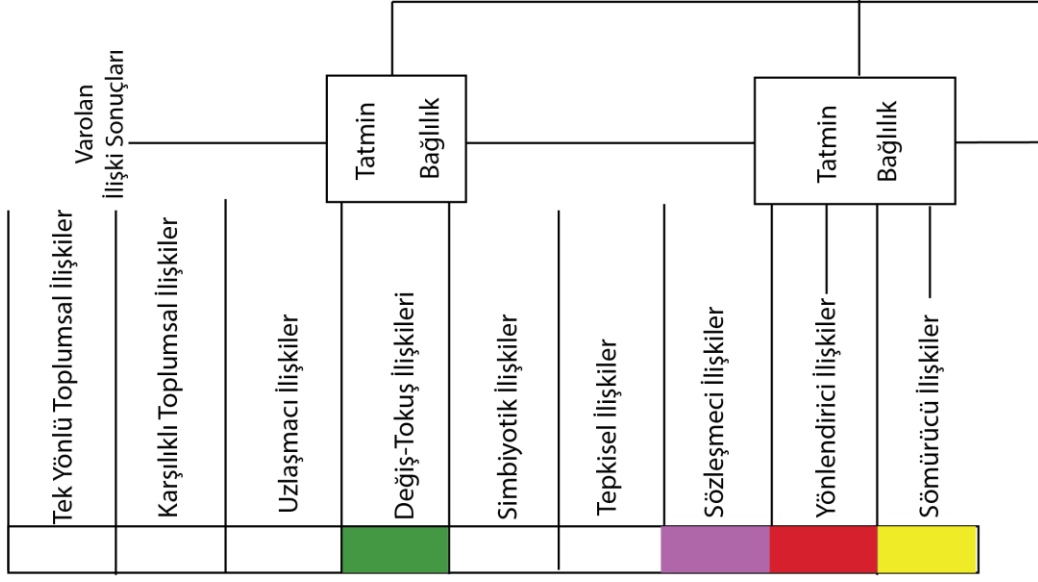 Varolan
İlişki Sonuçları
Tatmin
Bağlılık
Tatmin
Bağlılık
Tek Yönlü Toplumsal İlişkiler
Karşılıklı Toplumsal İlişkiler
Uzlaşmacı İlişkiler
Değiş-Tokuş İlişkileri
Simbiyotik İlişkiler
Tepkisel İlişkiler
Sözleşmeci İlişkiler
Yönlendirici İlişkiler
Sömürücü İlişkiler